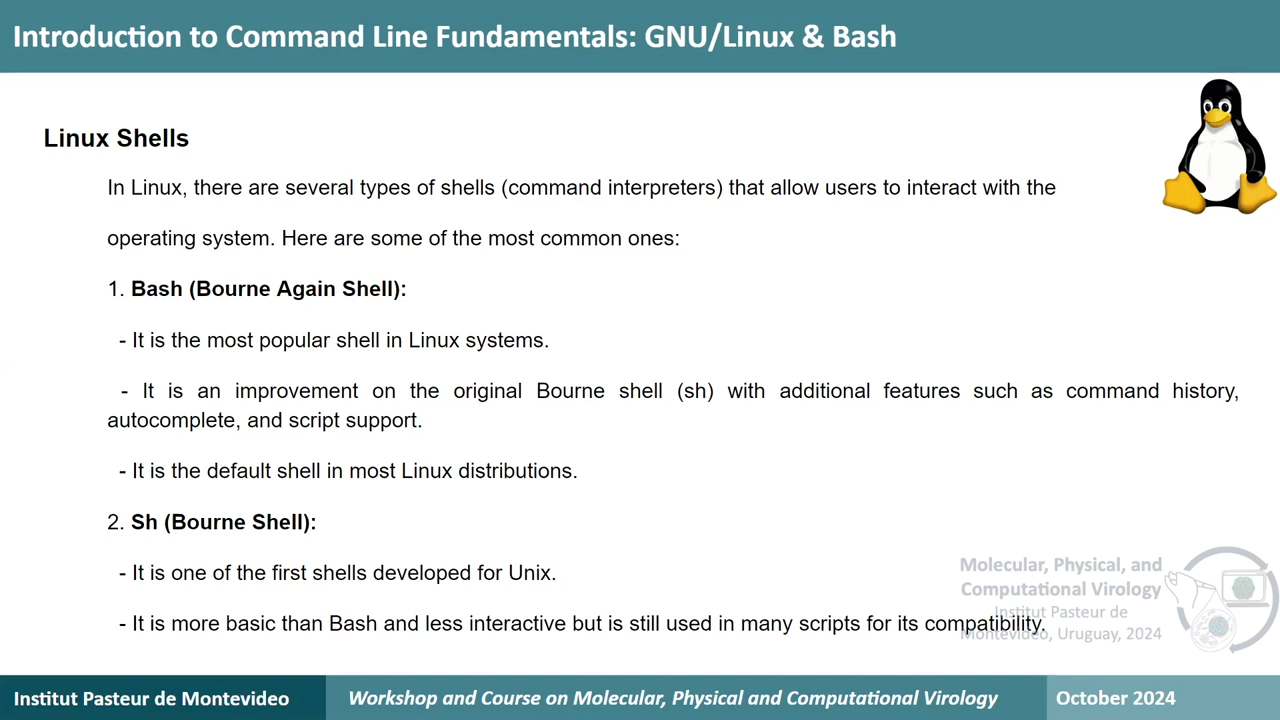 Introduction to Command Line Fundamentals: GNU/Linux & Bash
Linux Shells
In Linux, there are several types of shells (command interpreters) that allow users to interact with the
operating system. Here are some of the most common ones:
1. Bash (Bourne Again Shell):
- It is the most popular shell in Linux systems.
- It is an improvement on the original Bourne shell (sh) with additional features such as command history,
autocomplete, and script support.
- It is the default shell in most Linux distributions.
2. Sh (Bourne Shell):
- It is one of the first shells developed for Unix.
- It is more basic than Bash and less interactive but is still used in many scripts for its compatibility.
Molecular, Physical, and
Computational Virology
Institut Pasteur de
Montevideo, Uruguay, 2024
Institut Pasteur de Montevideo
Workshop and Course on Molecular, Physical and Computational Virology
October 2024